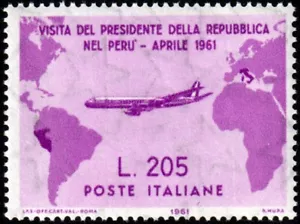 VISITA DEL PRESIDENTE DELLA REPUBBLICA
NEL PERU' - APRILE 1961
L. 205
POSTE ITALIANE
1961